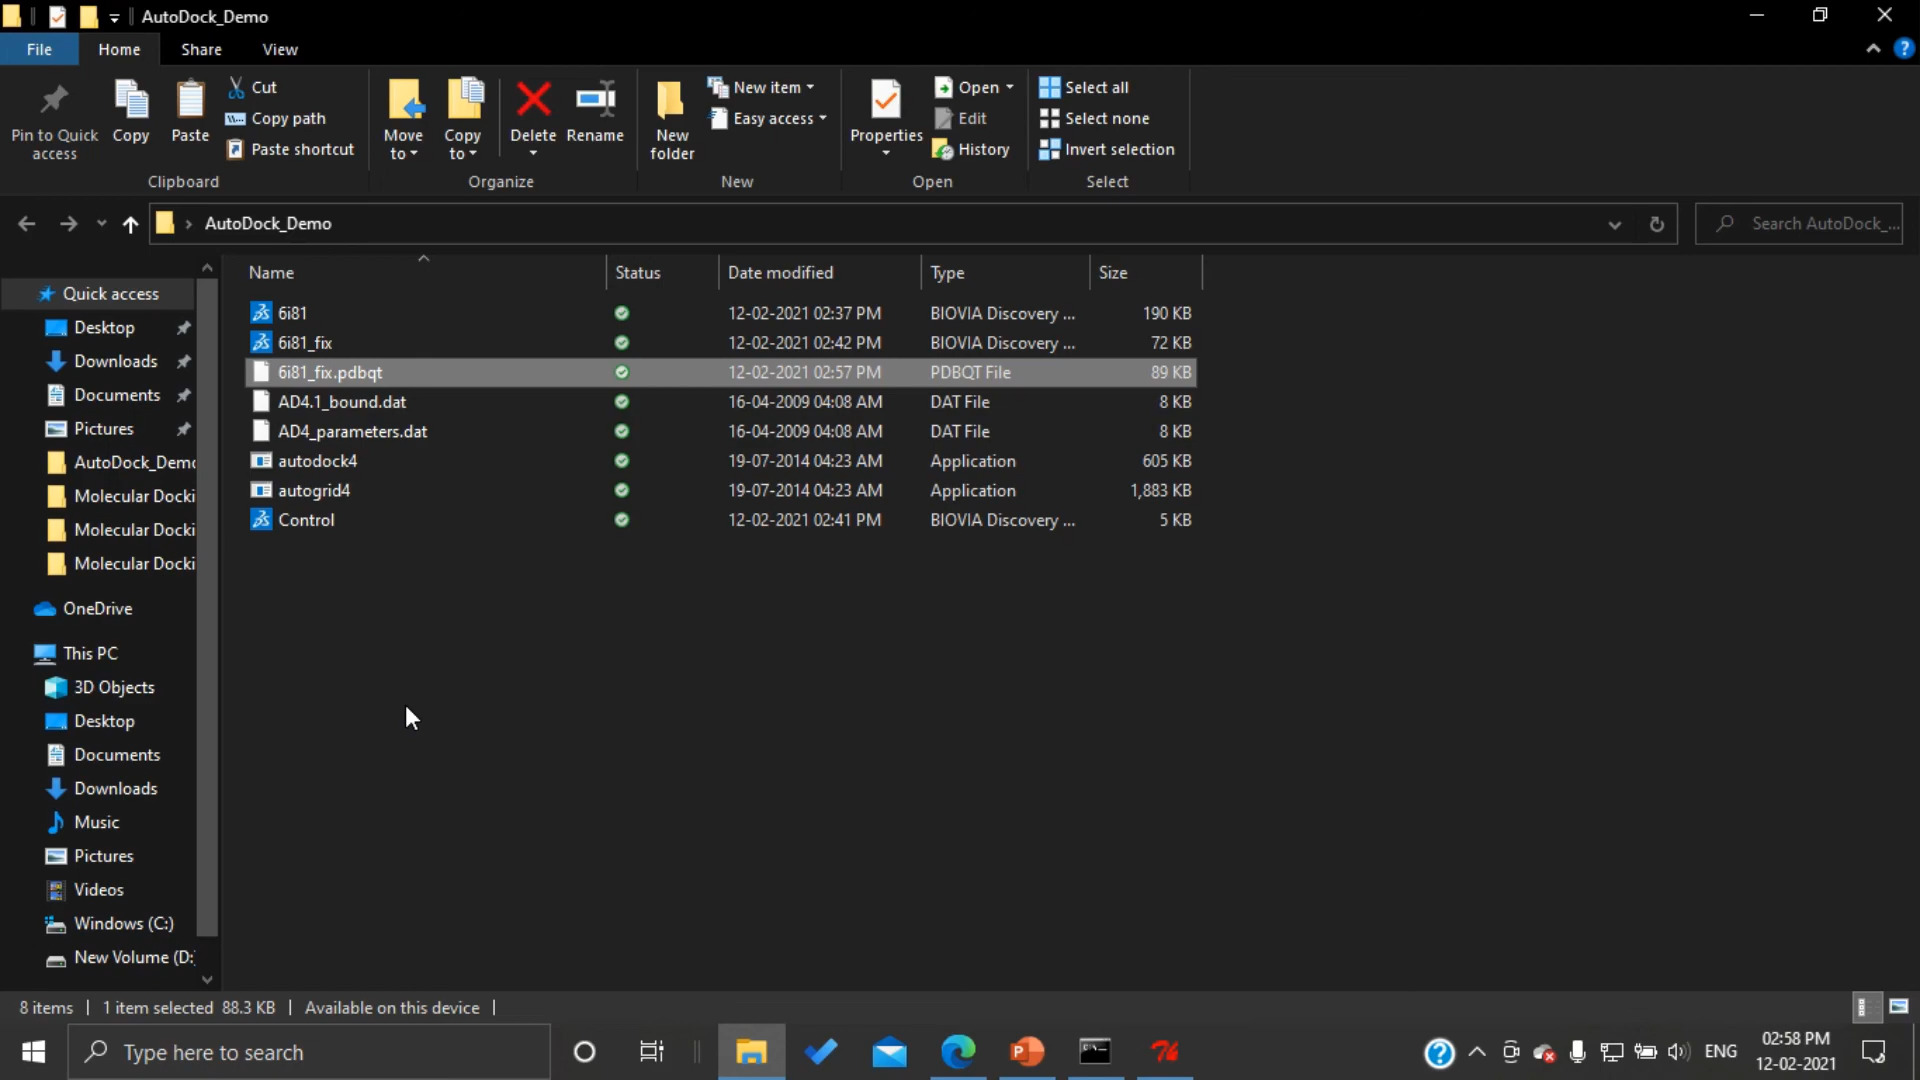 AutoDock_Demo
File Home Share View
Pin to Quick access
Copy
Paste
Cut
Copy path
Paste shortcut
Clipboard
Move to
Copy to
Delete
Rename
Organize
New folder
New item
Easy access
New
Properties
Open
Edit
History
Open
Select all
Select none
Invert selection
Select
AutoDock_Demo
Search AutoDock_...
Name Status Date modified Type Size
6i81 12-02-2021 02:37 PM BIOVIA Discovery ... 190 KB
6i81_fix 12-02-2021 02:42 PM BIOVIA Discovery ... 72 KB
6i81_fix.pdbqt 12-02-2021 02:57 PM PDBQT File 89 KB
AD4.1_bound.dat 16-04-2009 04:08 AM DAT File 8 KB
AD4_parameters.dat 16-04-2009 04:08 AM DAT File 8 KB
autodock4 19-07-2014 04:23 AM Application 605 KB
autogrid4 19-07-2014 04:23 AM Application 1,883 KB
Control 12-02-2021 02:41 PM BIOVIA Discovery ... 5 KB
Quick access
Desktop
Downloads
Documents
Pictures
AutoDock_Demo
Molecular Docki
Molecular Docki
Molecular Docki
OneDrive
This PC
3D Objects
Desktop
Documents
Downloads
Music
Pictures
Videos
Windows (C:)
New Volume (D:
8 items 1 item selected 88.3 KB Available on this device
Type here to search
ENG
02:58 PM
12-02-2021